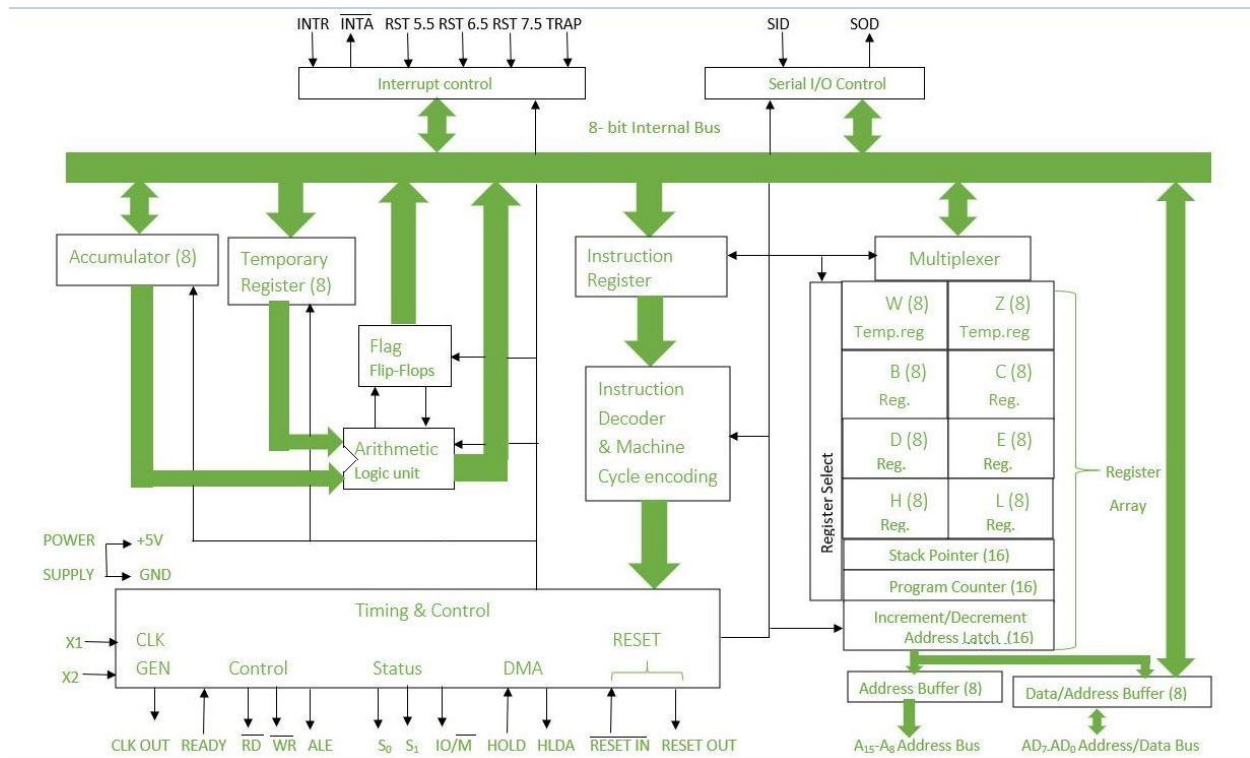 INTR INTA RST 5.5 RST 6.5 RST 7.5 TRAP
SID SOD
Interrupt control
Serial I/O Control
8- bit Internal Bus
Accumulator (8)
Temporary
Register (8)
Instruction
Register
Multiplexer
Flag
Flip-Flops
Arithmetic
Logic unit
Instruction
Decoder
& Machine
Cycle encoding
Register Select
W (8)
Temp.reg
Z (8)
Temp.reg
B (8)
Reg.
C (8)
Reg.
D (8)
Reg.
E (8)
Reg.
H (8)
Reg.
L (8)
Reg.
Stack Pointer (16)
Program Counter (16)
Increment/Decrement
Address Latch (16)
Register
Array
POWER +5V
SUPPLY GND
Timing & Control
X1 CLK
X2 GEN
Control
Status
DMA
RESET
CLK OUT READY RD WR ALE S0 S1 IO/M HOLD HLDA RESET IN RESET OUT
Address Buffer (8)
Data/Address Buffer (8)
A15-A8 Address Bus
AD7.AD0 Address/Data Bus